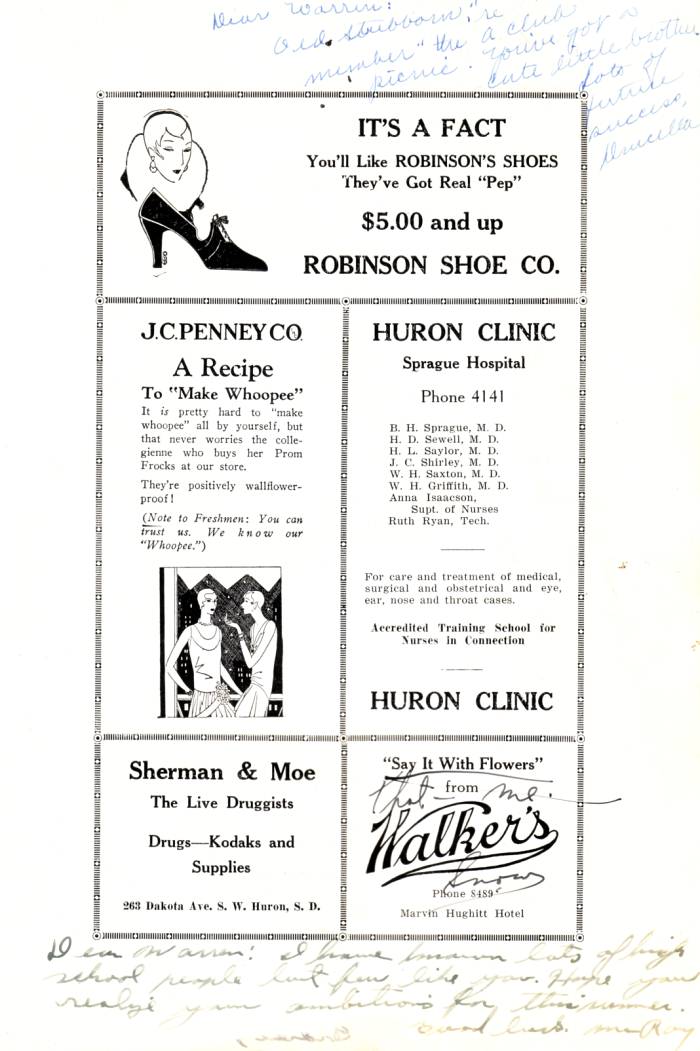 Dear Warren:
Old Stubborn, "re
member" the A club
picnic. You've got a
cute little brother
Lots of
future
success,
Drucella
IT'S A FACT
You'll Like ROBINSON'S SHOES
They've Got Real "Pep"
$5.00 and up
ROBINSON SHOE CO.
J.C.PENNEY CO.
A Recipe
To "Make Whoopee"
It is pretty hard to "make
whoopee" all by yourself, but
that never worries the colle-
gienne who buys her Prom
Frocks at our store.
They're positively wallflower-
proof!
(Note to Freshmen: You can
trust us. We know our
"Whoopee.")
HURON CLINIC
Sprague Hospital
Phone 4141
B. H. Sprague, M. D.
H. D. Sewell, M. D.
H. L. Saylor, M. D.
J. C. Shirley, M. D.
W. H. Saxton, M. D.
W. H. Griffith, M. D.
Anna Isaacson,
Supt. of Nurses
Ruth Ryan, Tech.
For care and treatment of medical,
surgical and obstetrical and eye,
ear, nose and throat cases.
Accredited Training School for
Nurses in Connection
HURON CLINIC
Sherman & Moe
The Live Druggists
Drugs—Kodaks and
Supplies
263 Dakota Ave. S. W. Huron, S. D.
"Say It With Flowers"
That me.
from
Walker's
Knows
Phone 8489
Marvin Hughitt Hotel
Dear Warren: I have known lots of high
school people but few like you. Hope you
realize your ambitions for this summer.
Good luck.